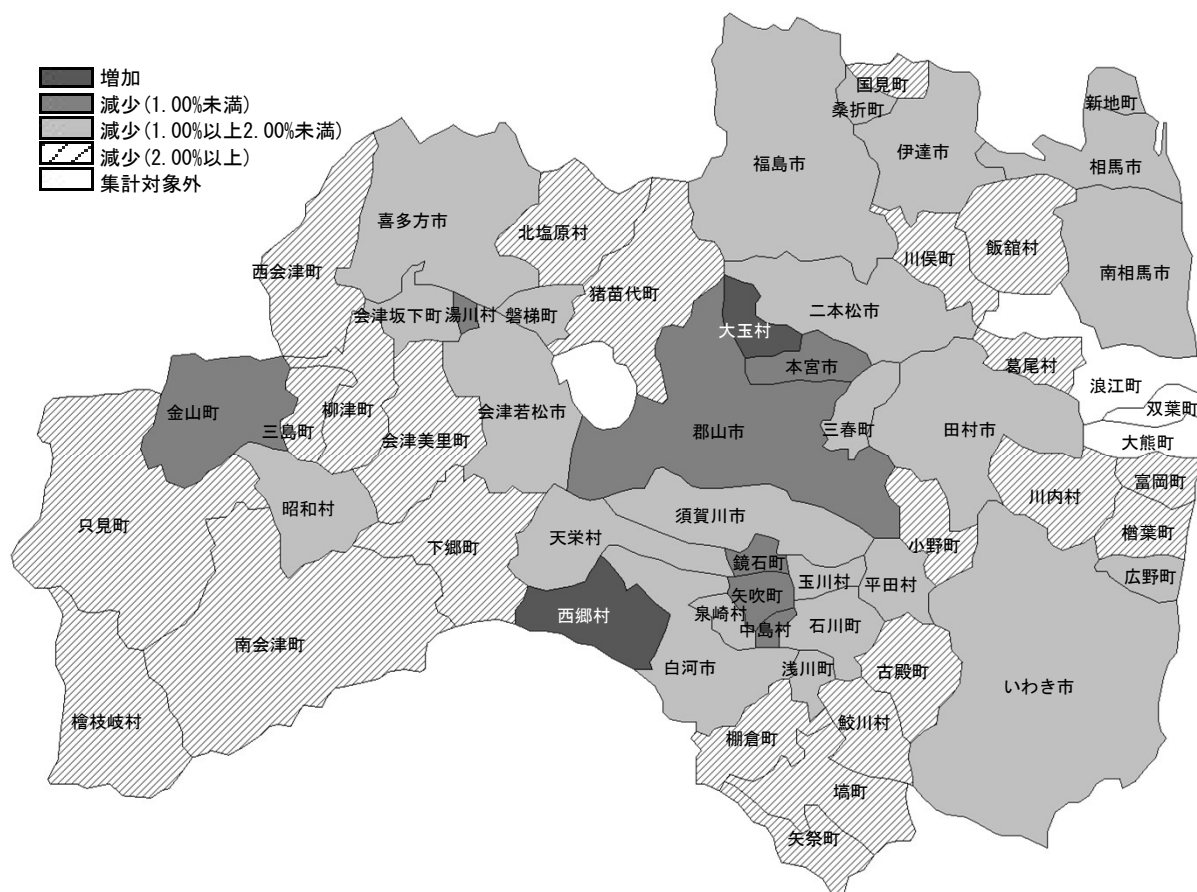 増加
減少(1.00%未満)
減少(1.00%以上2.00%未満)
減少(2.00%以上)
集計対象外
国見町
桑折町
新地町
伊達市
福島市
相馬市
喜多方市
北塩原村
西会津町
川俣町
飯舘村
南相馬市
猪苗代町
会津坂下町
湯川村
磐梯町
二本松市
大玉村
本宮市
葛尾村
浪江町
双葉町
金山町
三島町
柳津町
会津若松市
会津美里町
郡山市
三春町
田村市
大熊町
富岡町
川内村
昭和村
只見町
須賀川市
天栄村
下郷町
小野町
楢葉町
鏡石町
玉川村
平田村
広野町
矢吹町
西郷村
泉崎村
中島村
石川町
南会津町
白河市
浅川町
古殿町
いわき市
檜枝岐村
棚倉町
鮫川村
塙町
矢祭町